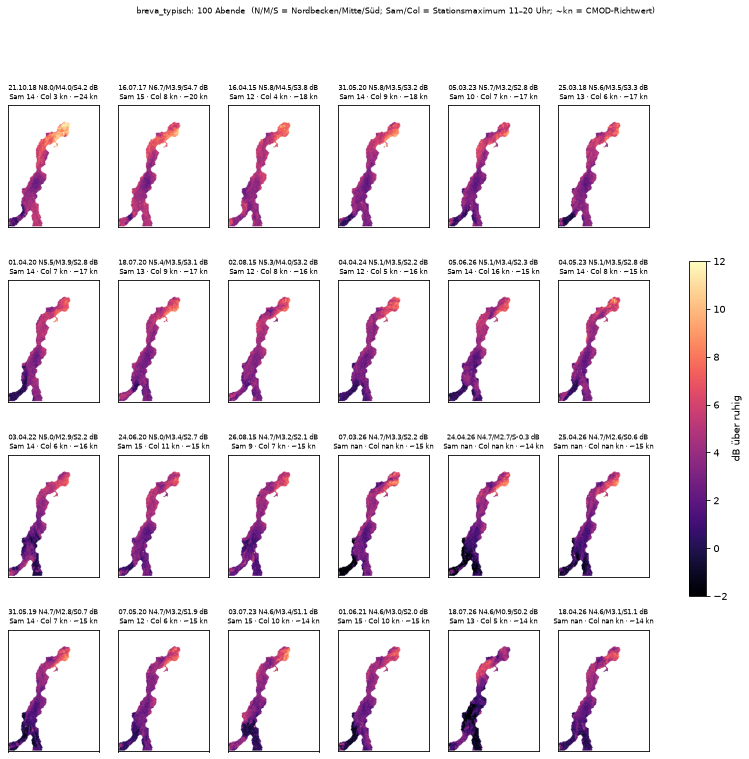 breva_typisch: 100 Abende  (N/M/S = Nordbecken/Mitte/Süd; Sam/Col = Stationsmaximum 11–20 Uhr; ~kn = CMOD-Richtwert)
21.10.18 N8.0/M4.0/S4.2 dB
Sam 14 · Col 3 kn · ~24 kn
16.07.17 N6.7/M3.9/S4.7 dB
Sam 15 · Col 8 kn · ~20 kn
16.04.15 N5.8/M4.5/S3.8 dB
Sam 12 · Col 4 kn · ~18 kn
31.05.20 N5.8/M3.5/S3.2 dB
Sam 14 · Col 9 kn · ~18 kn
05.03.23 N5.7/M3.2/S2.8 dB
Sam 10 · Col 7 kn · ~17 kn
25.03.18 N5.6/M3.5/S3.3 dB
Sam 13 · Col 6 kn · ~17 kn
01.04.20 N5.5/M3.9/S2.8 dB
Sam 14 · Col 7 kn · ~17 kn
18.07.20 N5.4/M3.5/S3.1 dB
Sam 13 · Col 9 kn · ~17 kn
02.08.15 N5.3/M4.0/S3.2 dB
Sam 12 · Col 8 kn · ~16 kn
04.04.24 N5.1/M3.5/S2.2 dB
Sam 12 · Col 5 kn · ~16 kn
05.06.26 N5.1/M3.4/S2.3 dB
Sam 14 · Col 16 kn · ~15 kn
04.05.23 N5.1/M3.5/S2.8 dB
Sam 14 · Col 8 kn · ~15 kn
03.04.22 N5.0/M2.9/S2.2 dB
Sam 14 · Col 6 kn · ~16 kn
24.06.20 N5.0/M3.4/S2.7 dB
Sam 15 · Col 11 kn · ~15 kn
26.08.15 N4.7/M3.2/S2.1 dB
Sam 9 · Col 7 kn · ~15 kn
07.03.26 N4.7/M3.3/S2.2 dB
Sam nan · Col nan kn · ~15 kn
24.04.26 N4.7/M2.7/S-0.3 dB
Sam nan · Col nan kn · ~14 kn
25.04.26 N4.7/M2.6/S0.6 dB
Sam nan · Col nan kn · ~15 kn
31.05.19 N4.7/M2.8/S0.7 dB
Sam 14 · Col 7 kn · ~15 kn
07.05.20 N4.7/M3.2/S1.9 dB
Sam 12 · Col 6 kn · ~15 kn
03.07.23 N4.6/M3.4/S1.1 dB
Sam 15 · Col 10 kn · ~14 kn
01.06.21 N4.6/M3.0/S2.0 dB
Sam 15 · Col 10 kn · ~15 kn
18.07.26 N4.6/M0.9/S0.2 dB
Sam 13 · Col 5 kn · ~14 kn
18.04.26 N4.6/M3.1/S1.1 dB
Sam nan · Col nan kn · ~14 kn
12
10
8
6
4
2
0
−2
dB über ruhig